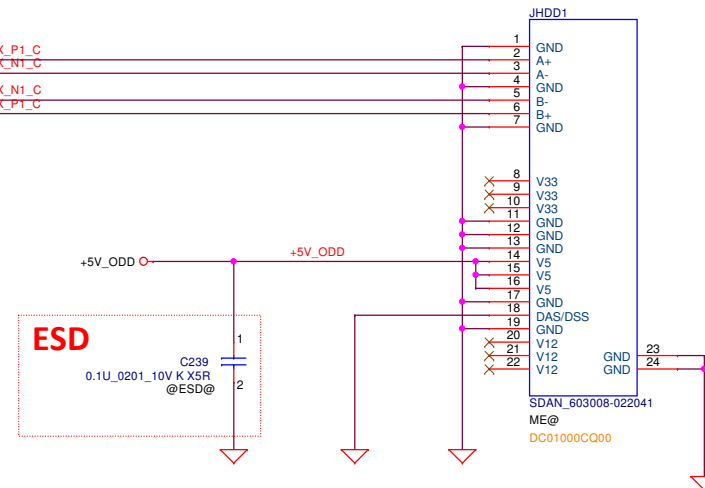 JHDD1
X_P1_C
X_N1_C
X_N1_C
X_P1_C
1 GND
2 A+
3 A-
4 GND
5 B-
6 B+
7 GND
8 V33
9 V33
10 V33
11 GND
12 GND
13 GND
14 V5
15 V5
16 V5
17 GND
18 DAS/DSS
19 GND
20 V12
21 V12
22 V12
GND 23
GND 24
+5V_ODD
+5V_ODD
ESD
1
C239
0.1U_0201_10V K X5R
@ESD@
2
SDAN_603008-022041
ME@
DC01000CQ00